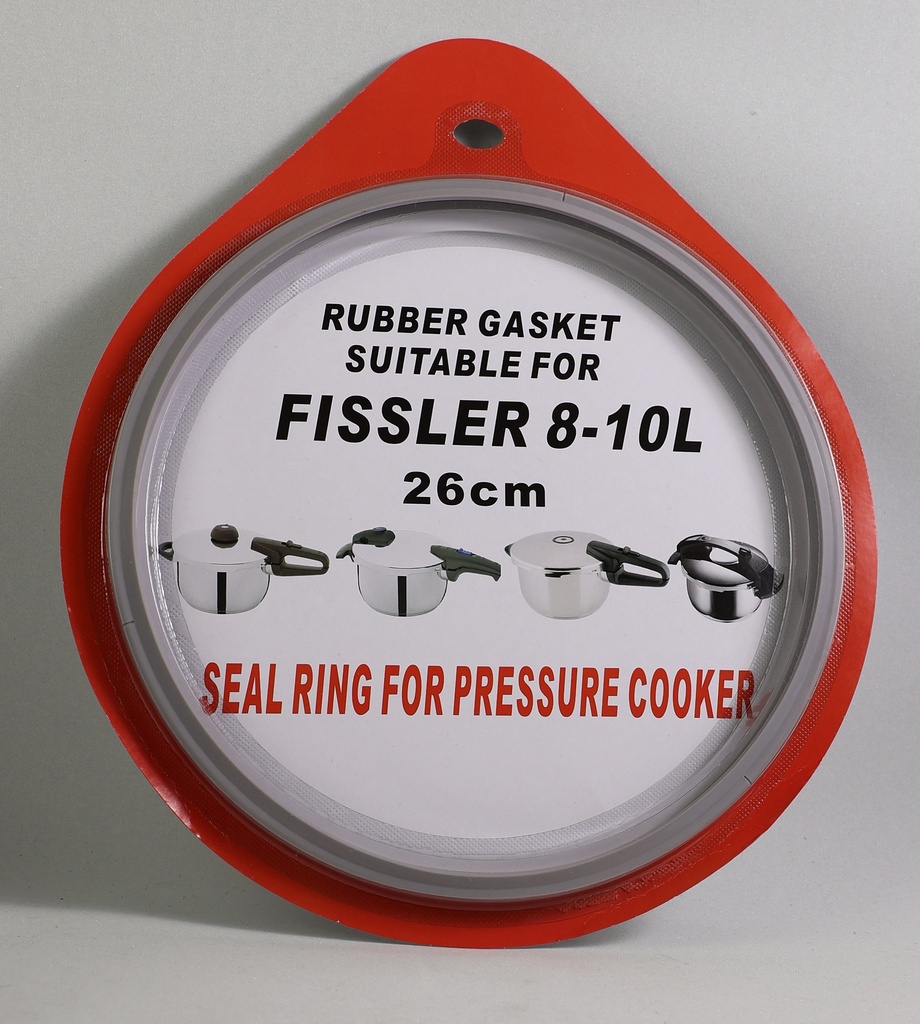 RUBBER GASKET
SUITABLE FOR
FISSLER 8-10L
26cm
SEAL RING FOR PRESSURE COOKER